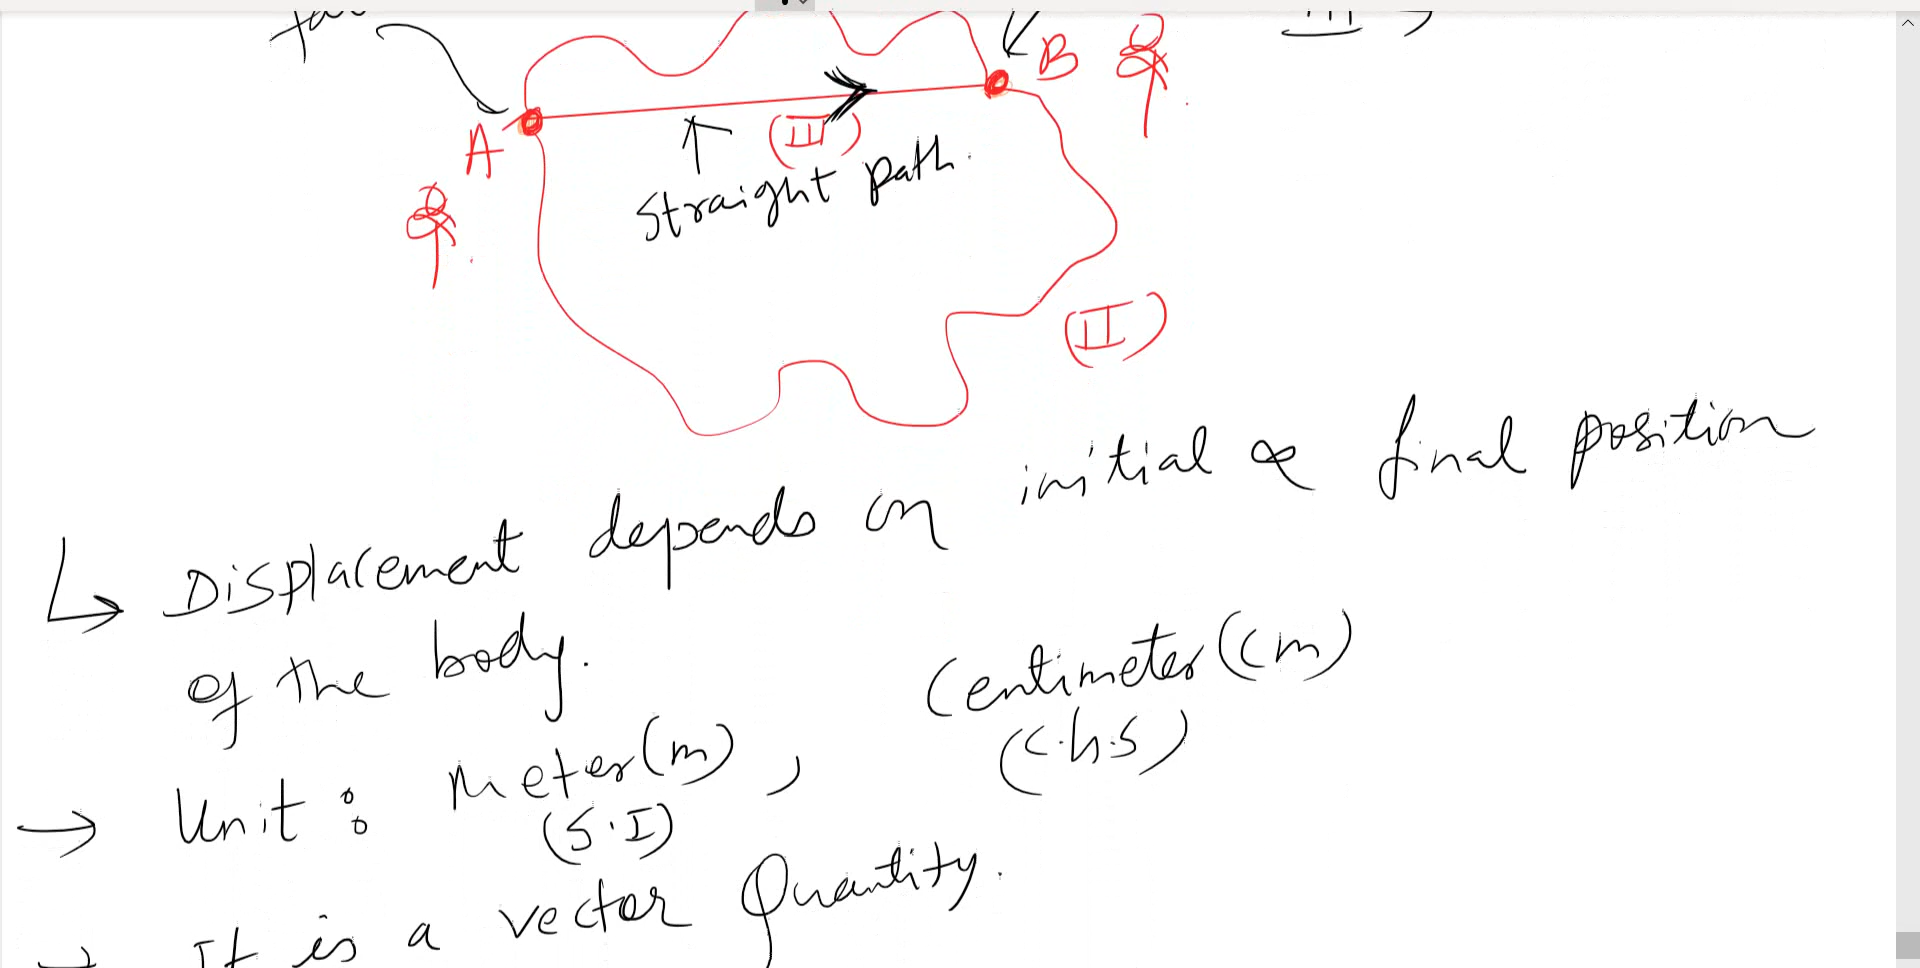 B
A
(III)
Straight path.
(II)
Displacement depends on initial & final position
of the body.
Unit : Meter(m) , Centimeter(cm)
(S.I) (C.G.S)
It is a vector Quantity.